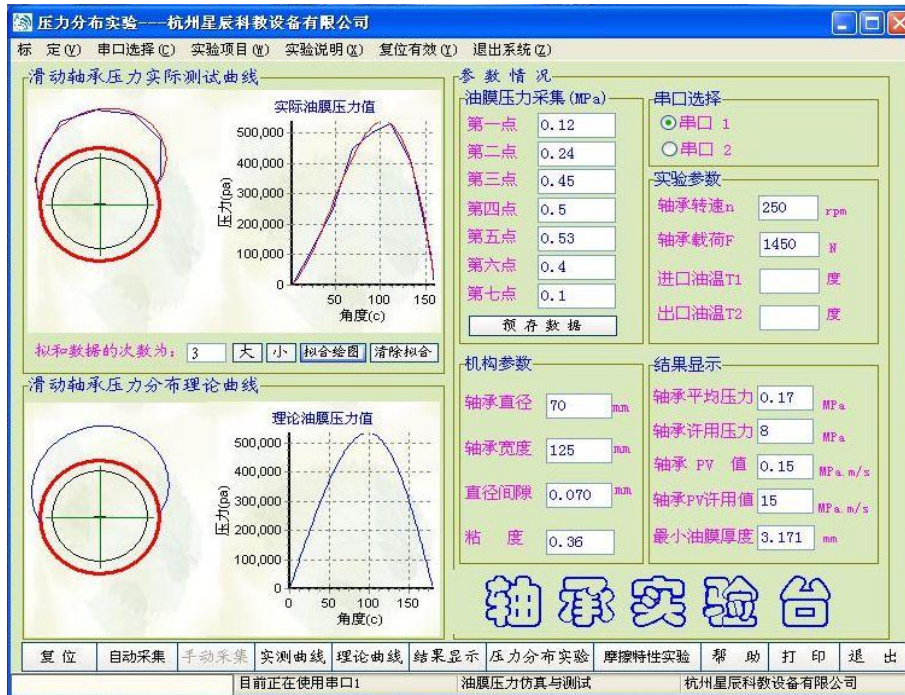 压力分布实验---杭州星辰科教设备有限公司
标 定(V) 串口选择(C) 实验项目(W) 实验说明(X) 复位有效(Y) 退出系统(Z)
滑动轴承压力实际测试曲线
实际油膜压力值
500,000
400,000
300,000
200,000
100,000
0
压力(pa)
50 100 150
角度(c)
拟和数据的次数为: 3 大 小 拟合绘图 清除拟合
滑动轴承压力分布理论曲线
理论油膜压力值
500,000
400,000
300,000
200,000
100,000
0
压力(pa)
0 50 100 150
角度(c)
参 数 情 况
油膜压力采集(MPa)
第一点 0.12
第二点 0.24
第三点 0.45
第四点 0.5
第五点 0.53
第六点 0.4
第七点 0.1
预 存 数 据
串口选择
串口 1
串口 2
实验参数
轴承转速n 250 rpm
轴承载荷F 1450 N
进口油温T1 度
出口油温T2 度
机构参数
轴承直径 70 mm
轴承宽度 125 mm
直径间隙 0.070 mm
粘 度 0.36
结果显示
轴承平均压力 0.17 MPa
轴承许用压力 8 MPa
轴承 PV 值 0.15 MPa.m/s
轴承PV许用值 15 MPa.m/s
最小油膜厚度 3.171 mm
轴承实验台
复 位 自动采集 手动采集 实测曲线 理论曲线 结果显示 压力分布实验 摩擦特性实验 帮 助 打 印 退 出
目前正在使用串口1 油膜压力仿真与测试 杭州星辰科教设备有限公司